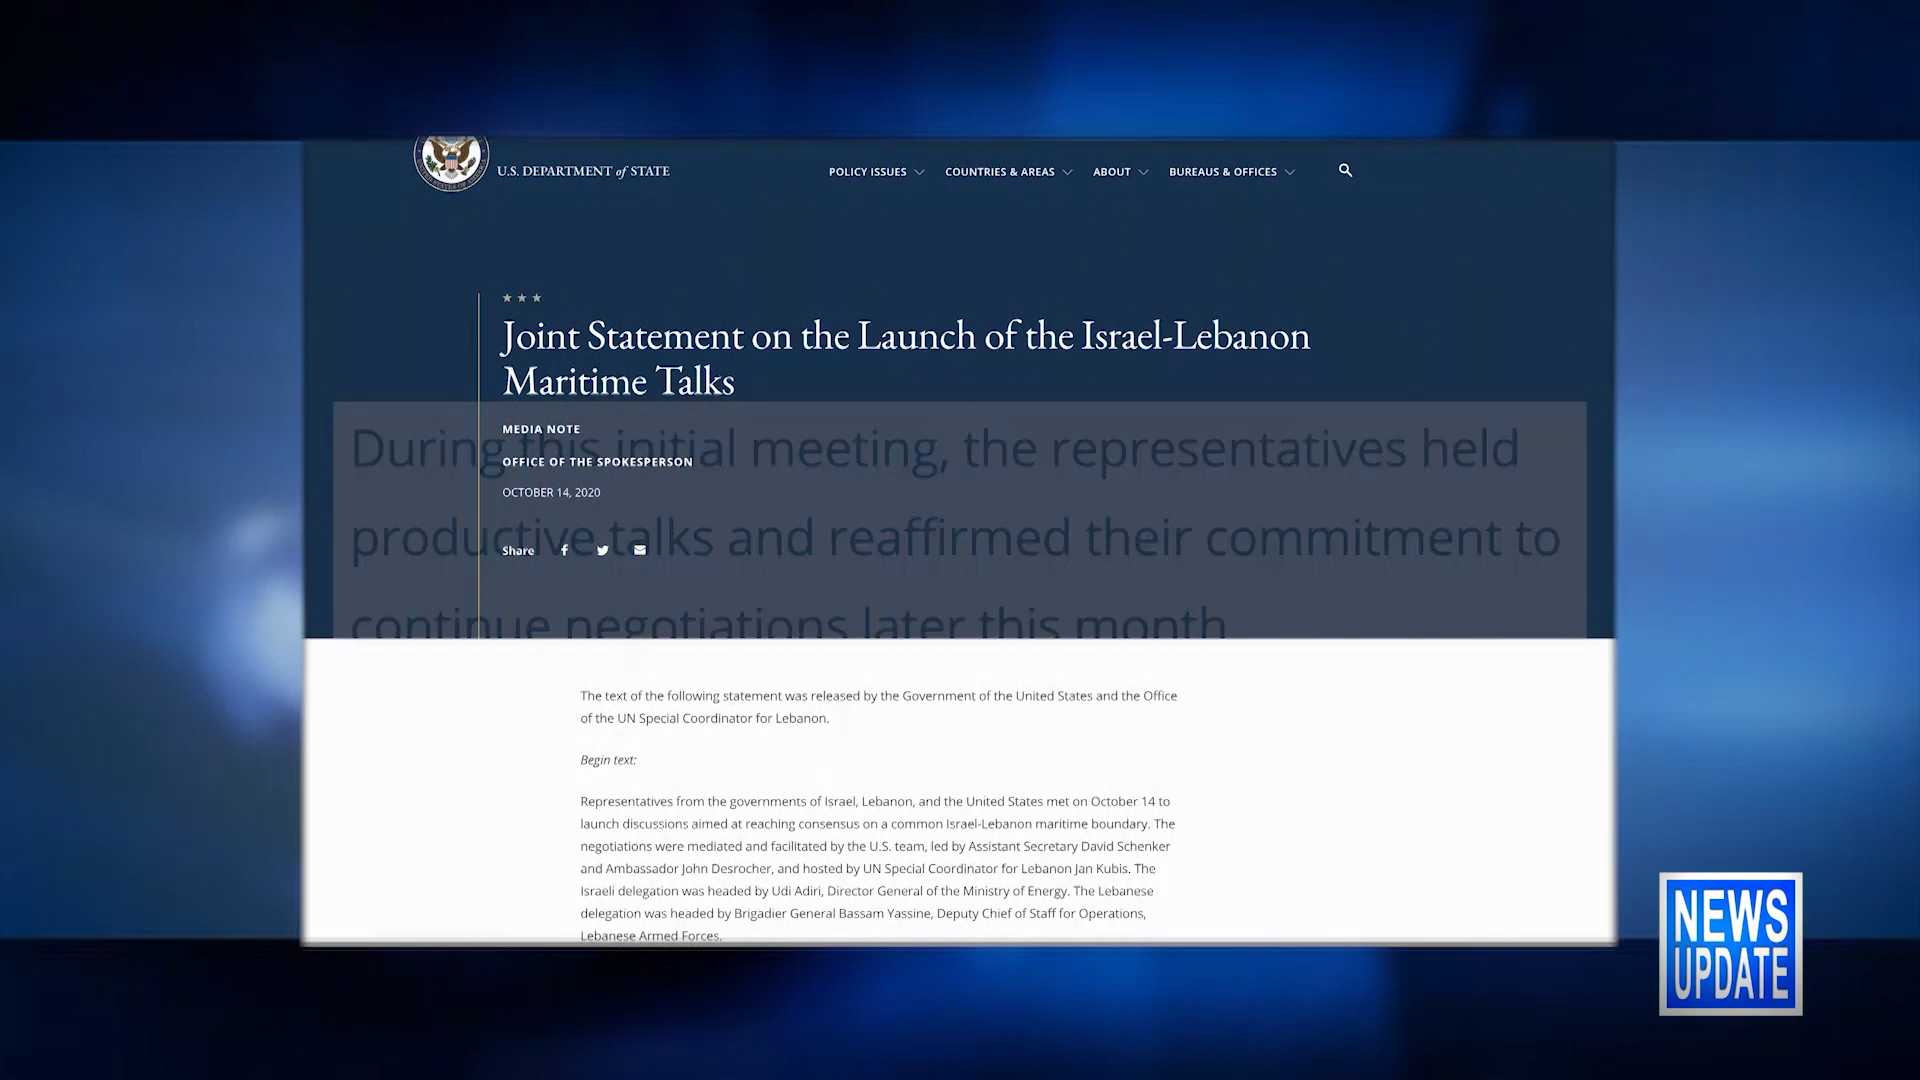 U.S. DEPARTMENT of STATE
POLICY ISSUES
COUNTRIES & AREAS
ABOUT
BUREAUS & OFFICES
Joint Statement on the Launch of the Israel-Lebanon
Maritime Talks
MEDIA NOTE
OFFICE OF THE SPOKESPERSON
OCTOBER 14, 2020
Share
During this initial meeting, the representatives held
productive talks and reaffirmed their commitment to
continue negotiations later this month
The text of the following statement was released by the Government of the United States and the Office
of the UN Special Coordinator for Lebanon.
Begin text:
Representatives from the governments of Israel, Lebanon, and the United States met on October 14 to
launch discussions aimed at reaching consensus on a common Israel-Lebanon maritime boundary. The
negotiations were mediated and facilitated by the U.S. team, led by Assistant Secretary David Schenker
and Ambassador John Desrocher, and hosted by UN Special Coordinator for Lebanon Jan Kubis. The
Israeli delegation was headed by Udi Adiri, Director General of the Ministry of Energy. The Lebanese
delegation was headed by Brigadier General Bassam Yassine, Deputy Chief of Staff for Operations,
Lebanese Armed Forces.
NEWS
UPDATE